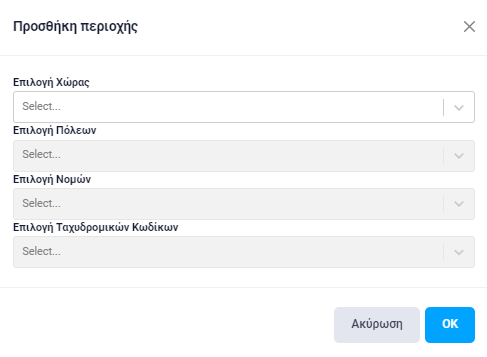 Προσθήκη περιοχής
Επιλογή Χώρας
Select...
Επιλογή Πόλεων
Select...
Επιλογή Νομών
Select...
Επιλογή Ταχυδρομικών Κωδίκων
Select...
Ακύρωση
OK